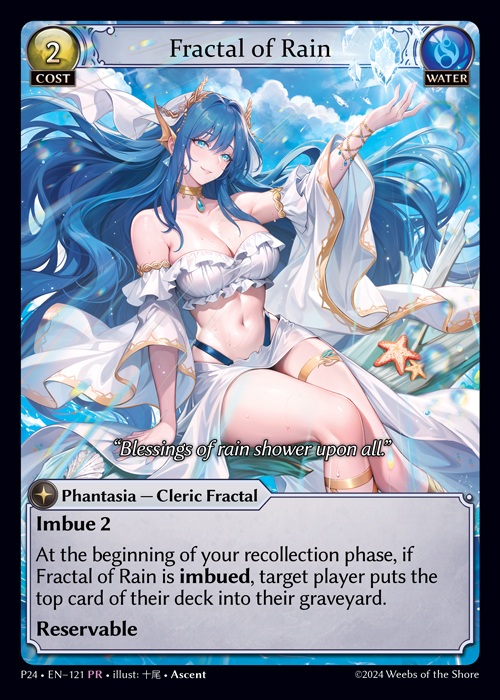 2
COST
Fractal of Rain
WATER
“Blessings of rain shower upon all.”
Phantasia — Cleric Fractal
Imbue 2
At the beginning of your recollection phase, if
Fractal of Rain is imbued, target player puts the
top card of their deck into their graveyard.
Reservable
P24 • EN–121 PR • illust: 十尾 • Ascent
©2024 Weebs of the Shore